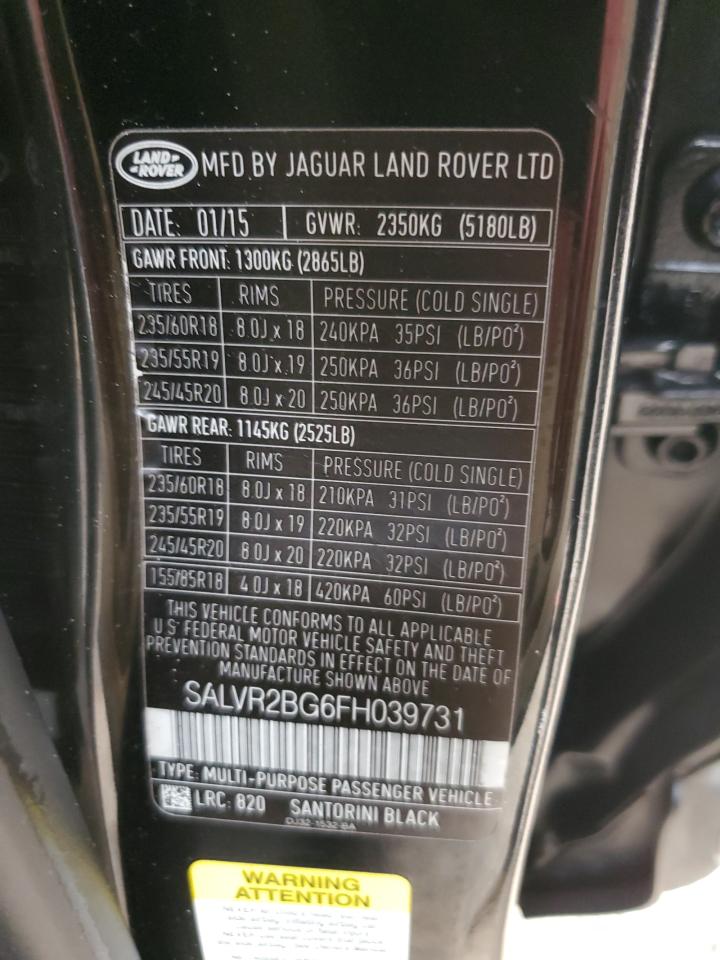 LAND ROVER MFD BY JAGUAR LAND ROVER LTD
DATE: 01/15 GVWR: 2350KG (5180LB)
GAWR FRONT: 1300KG (2865LB)
TIRES RIMS PRESSURE (COLD SINGLE)
235/60R18 8.0J x 18 240KPA 35PSI (LB/PO²)
235/55R19 8.0J x 19 250KPA 36PSI (LB/PO²)
245/45R20 8.0J x 20 250KPA 36PSI (LB/PO²)
GAWR REAR: 1145KG (2525LB)
TIRES RIMS PRESSURE (COLD SINGLE)
235/60R18 8.0J x 18 210KPA 31PSI (LB/PO²)
235/55R19 8.0J x 19 220KPA 32PSI (LB/PO²)
245/45R20 8.0J x 20 220KPA 32PSI (LB/PO²)
155/85R18 4.0J x 18 420KPA 60PSI (LB/PO²)
THIS VEHICLE CONFORMS TO ALL APPLICABLE
U.S. FEDERAL MOTOR VEHICLE SAFETY AND THEFT
PREVENTION STANDARDS IN EFFECT ON THE DATE OF
MANUFACTURE SHOWN ABOVE
SALVR2BG6FH039731
TYPE: MULTI-PURPOSE PASSENGER VEHICLE
LRC: 820 SANTORINI BLACK
DJ32-1532-BA
WARNING
ATTENTION